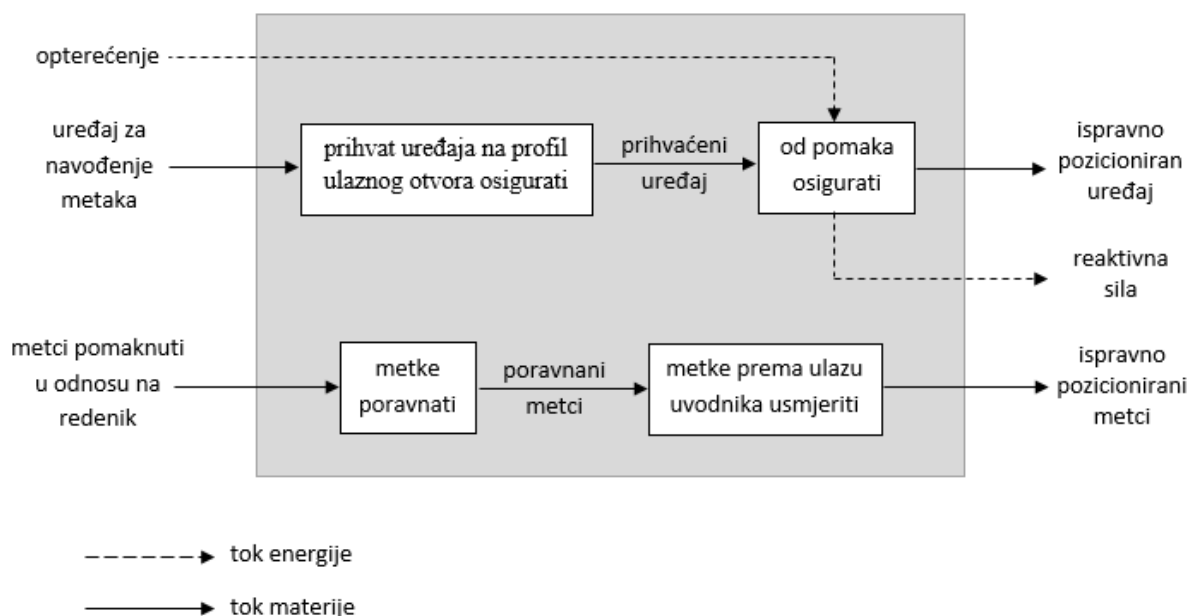 opterećenje
uređaj za
navođenje
metaka
prihvat uređaja na profil
ulaznog otvora osigurati
prihvaćeni
uređaj
od pomaka
osigurati
ispravno
pozicioniran
uređaj
reaktivna
sila
metci pomaknuti
u odnosu na
redenik
metke
poravnati
poravnani
metci
metke prema ulazu
uvodnika usmjeriti
ispravno
pozicionirani
metci
tok energije
tok materije